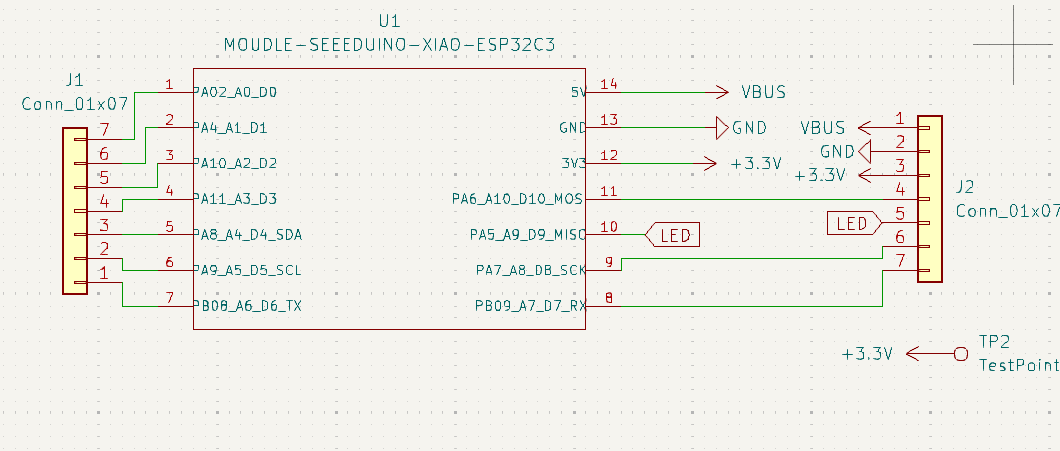 U1
MOUDLE-SEEEDUINO-XIAO-ESP32C3
J1
Conn_01x07
7
6
5
4
3
2
1
1 PA02_A0_D0
2 PA4_A1_D1
3 PA10_A2_D2
4 PA11_A3_D3
5 PA8_A4_D4_SDA
6 PA9_A5_D5_SCL
7 PB08_A6_D6_TX
5V 14 VBUS
GND 13 GND
3V3 12 +3.3V
PA6_A10_D10_MOS 11
PA5_A9_D9_MISO 10 LED
PA7_A8_D8_SCK 9
PB09_A7_D7_RX 8
VBUS 1
GND 2
+3.3V 3
4
LED 5
6
7
J2
Conn_01x07
+3.3V
TP2
TestPoint